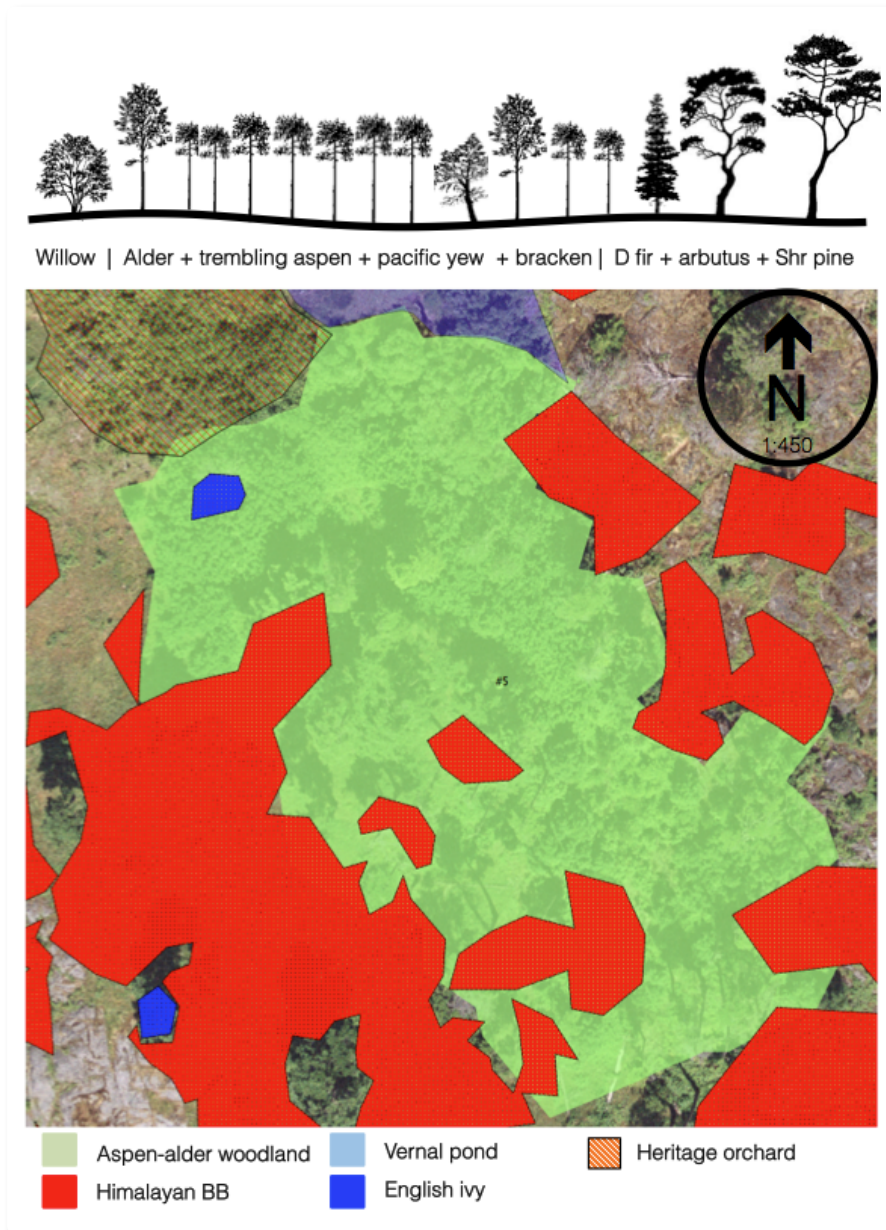 Willow | Alder + trembling aspen + pacific yew + bracken | D fir + arbutus + Shr pine
N
1:450
#5
Aspen-alder woodland
Vernal pond
Heritage orchard
Himalayan BB
English ivy